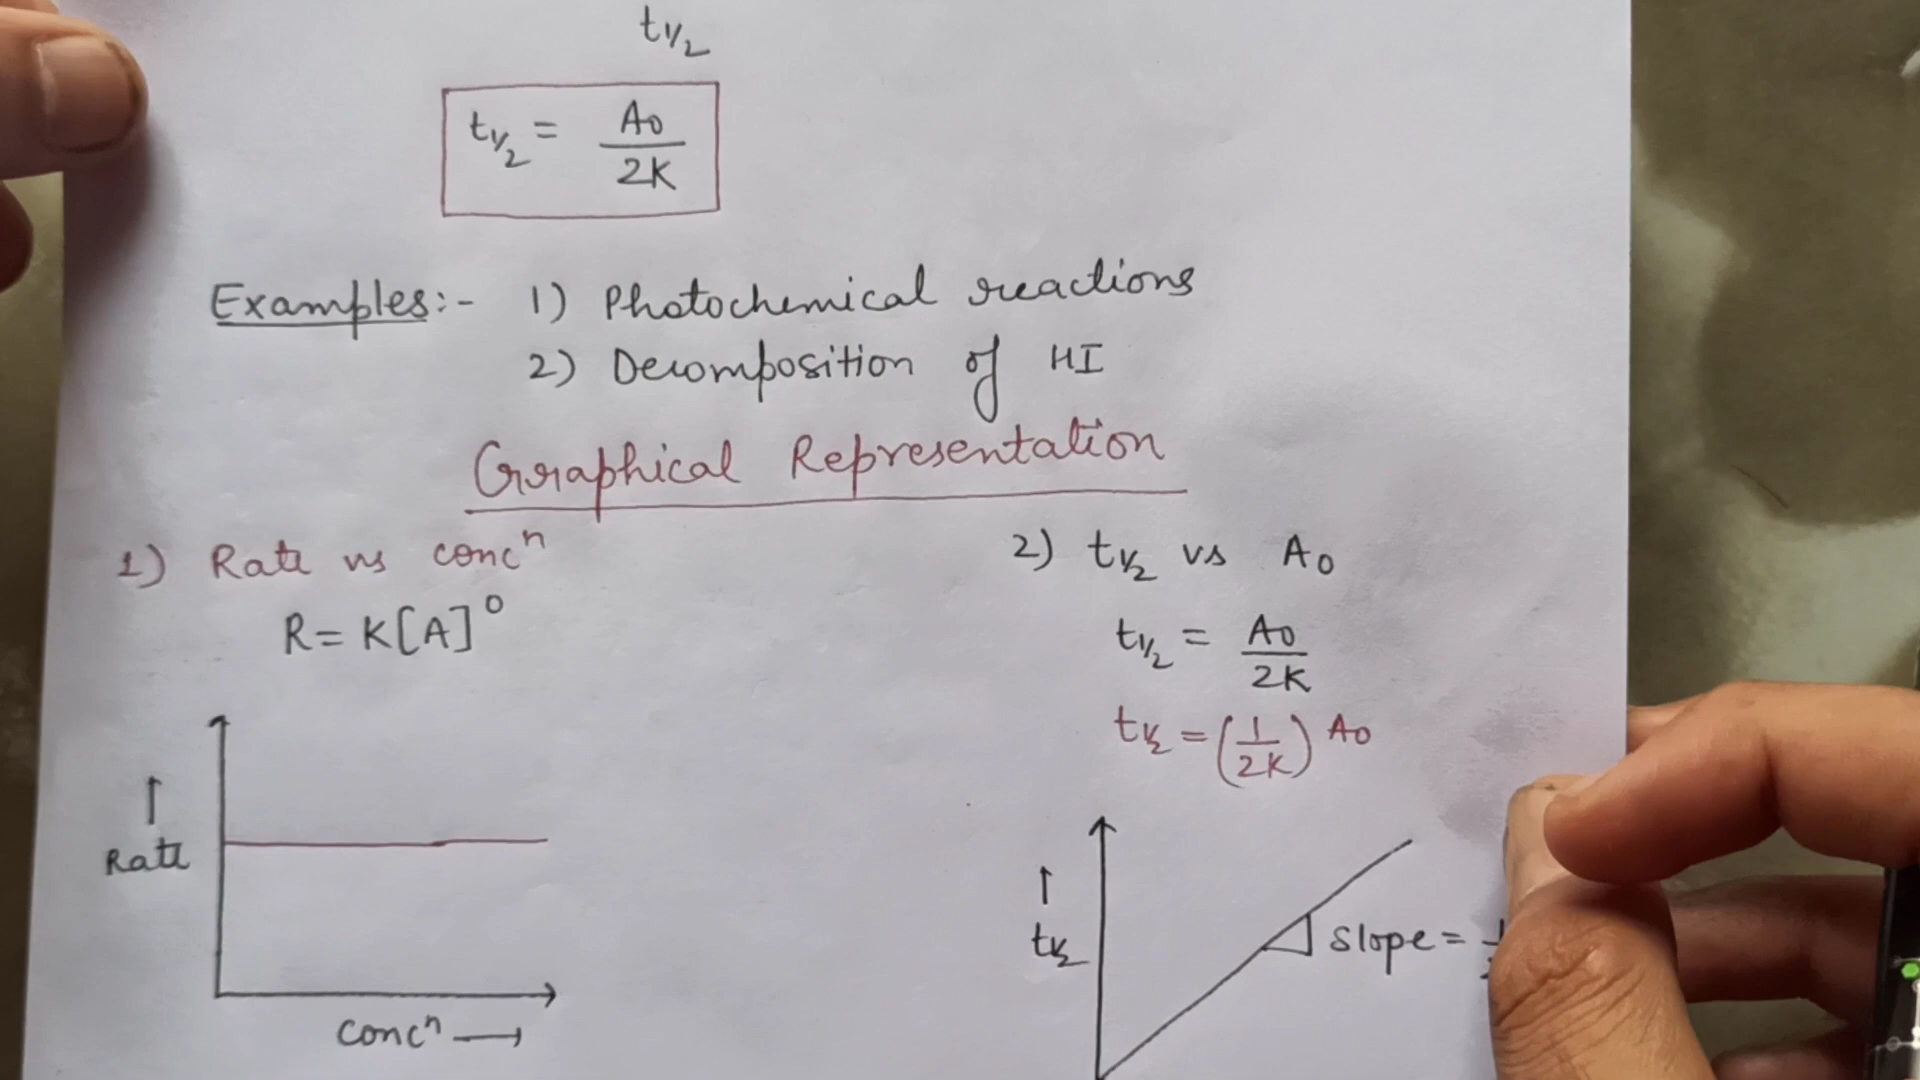 t1/2
t1/2 = A0/2K
Examples:- 1) Photochemical reactions
2) Decomposition of HI
Graphical Representation
1) Rate vs concⁿ
R= K[A]⁰
↑
Rate
Concⁿ →
2) t1/2 vs A0
t1/2 = A0/2K
t1/2 = (1/2K) A0
↑
t1/2
Slope =